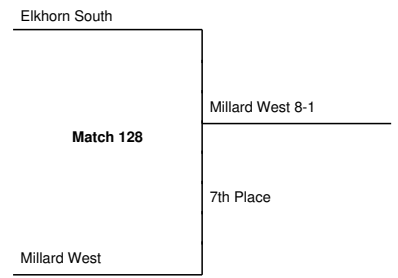 Elkhorn South
Millard West 8-1
Match 128
7th Place
Millard West